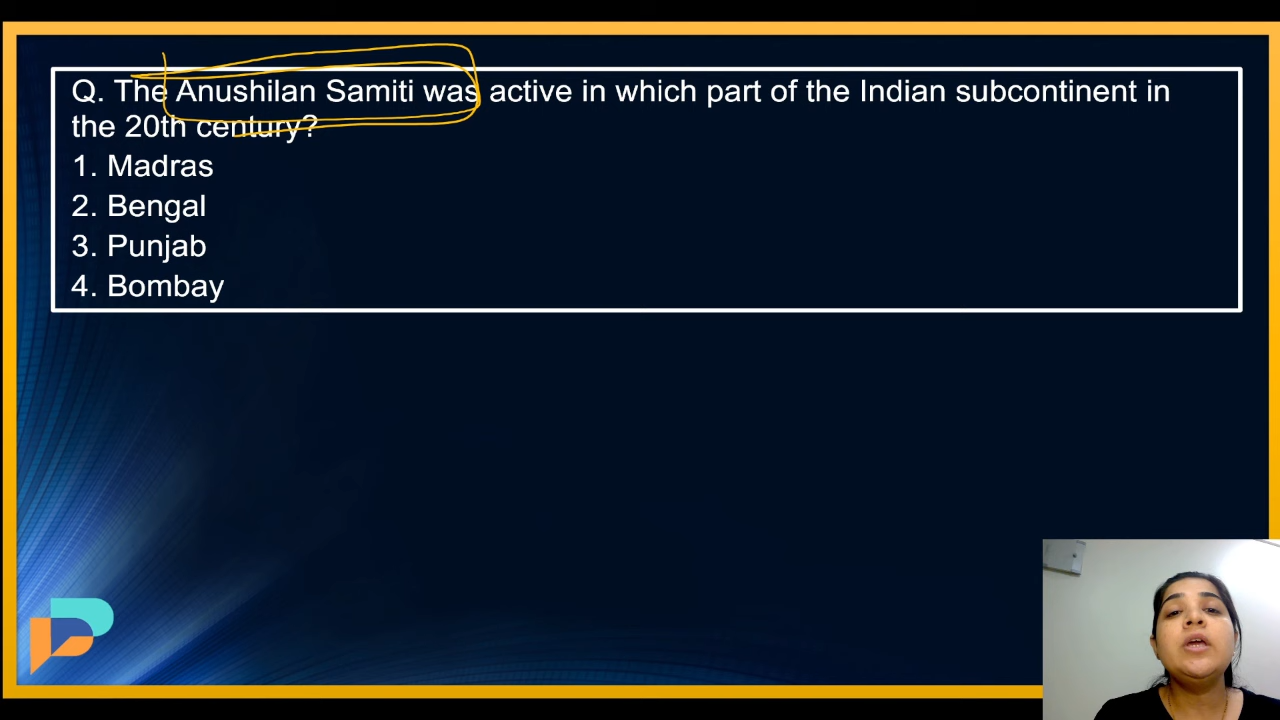 Q. The Anushilan Samiti was active in which part of the Indian subcontinent in
the 20th century?
1. Madras
2. Bengal
3. Punjab
4. Bombay